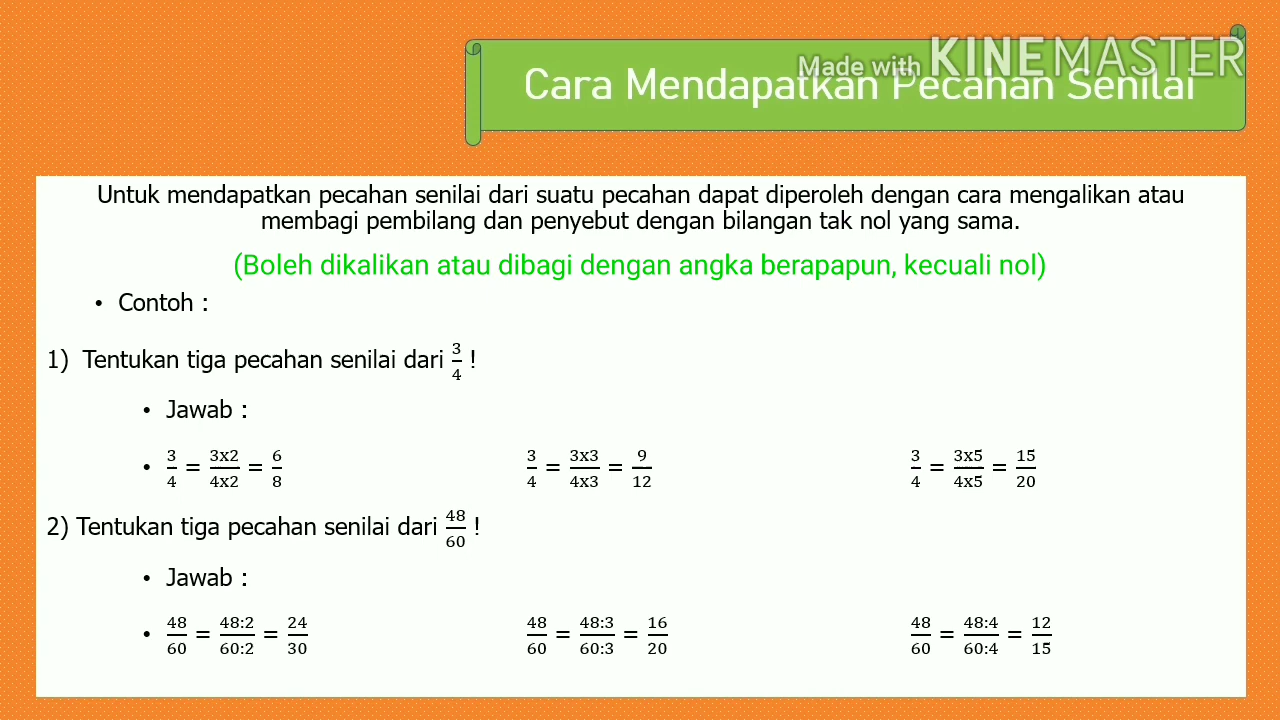 Made with KINEMASTER
Cara Mendapatkan Pecahan Senilai
Untuk mendapatkan pecahan senilai dari suatu pecahan dapat diperoleh dengan cara mengalikan atau
membagi pembilang dan penyebut dengan bilangan tak nol yang sama.
(Boleh dikalikan atau dibagi dengan angka berapapun, kecuali nol)
• Contoh :
1) Tentukan tiga pecahan senilai dari 3/4 !
• Jawab :
• 3/4 = 3x2/4x2 = 6/8 3/4 = 3x3/4x3 = 9/12 3/4 = 3x5/4x5 = 15/20
2) Tentukan tiga pecahan senilai dari 48/60 !
• Jawab :
• 48/60 = 48:2/60:2 = 24/30 48/60 = 48:3/60:3 = 16/20 48/60 = 48:4/60:4 = 12/15